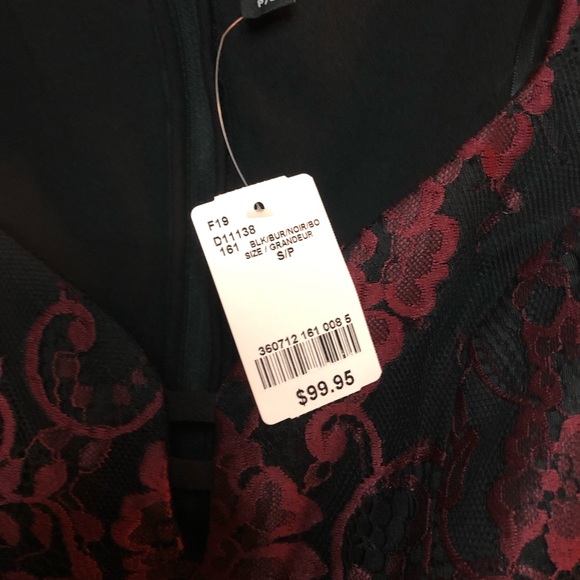 F19
D11138
161 BLK/BUR/NOIR/BO
SIZE / GRANDEUR
S/P
360712 161 008 5
$99.95